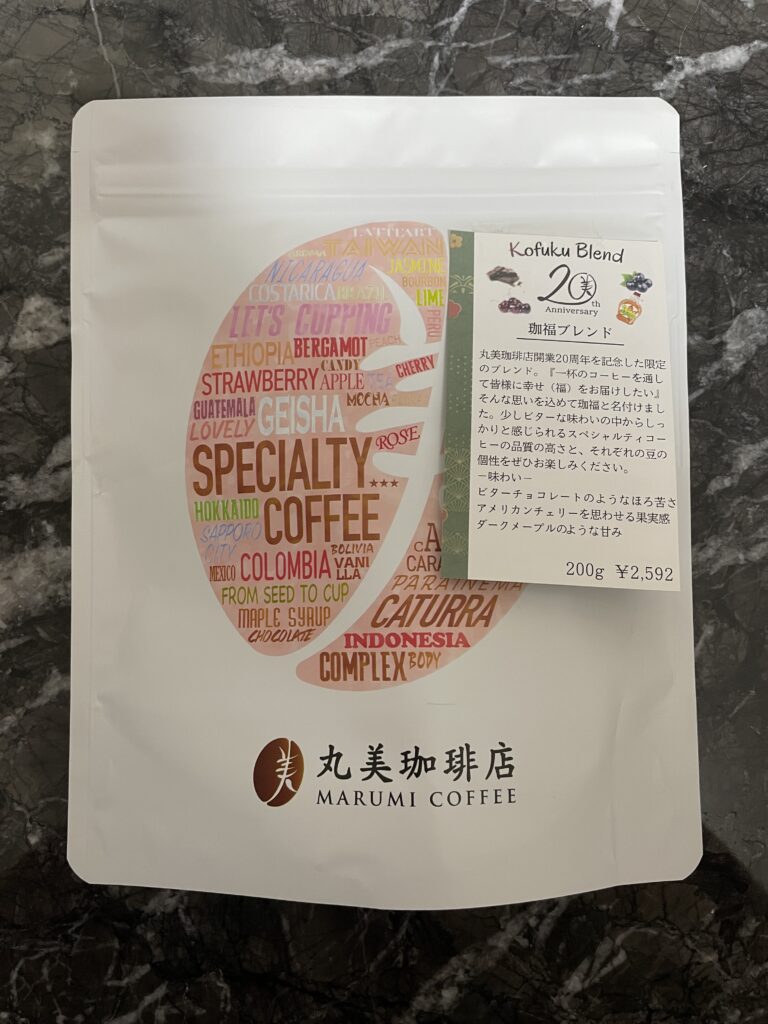 LATTEART
TAIWAN
NICARAGUA
JASMINE
BOURBON
COSTARICA BRAZIL
LIME
PERU
LET'S CUPPING
ETHIOPIA BERGAMOT PEACH
CANDY
CHERRY
STRAWBERRY APPLE TEA
MOCHA
GUATEMALA
LOVELY
GEISHA
ROSE
SPECIALTY
HOKKAIDO
COFFEE
SAPPORO
CITY
BOLIVIA
MEXICO COLOMBIA VANI
LLA
FROM SEED TO CUP
MAPLE SYRUP
CHOCOLATE
PARAINEMA
CATURRA
INDONESIA
COMPLEX BODY
Kofuku Blend
20th
美
Anniversary
珈福ブレンド
丸美珈琲店開業20周年を記念した限定
のブレンド。『一杯のコーヒーを通し
て皆様に幸せ（福）をお届けしたい』
そんな思いを込めて珈福と名付けまし
た。少しビターな味わいの中からしっ
かりと感じられるスペシャルティコー
ヒーの品質の高さと、それぞれの豆の
個性をぜひお楽しみください。
－味わい－
ビターチョコレートのようなほろ苦さ
アメリカンチェリーを思わせる果実感
ダークメープルのような甘み
200g ￥2,592
美
丸美珈琲店
MARUMI COFFEE